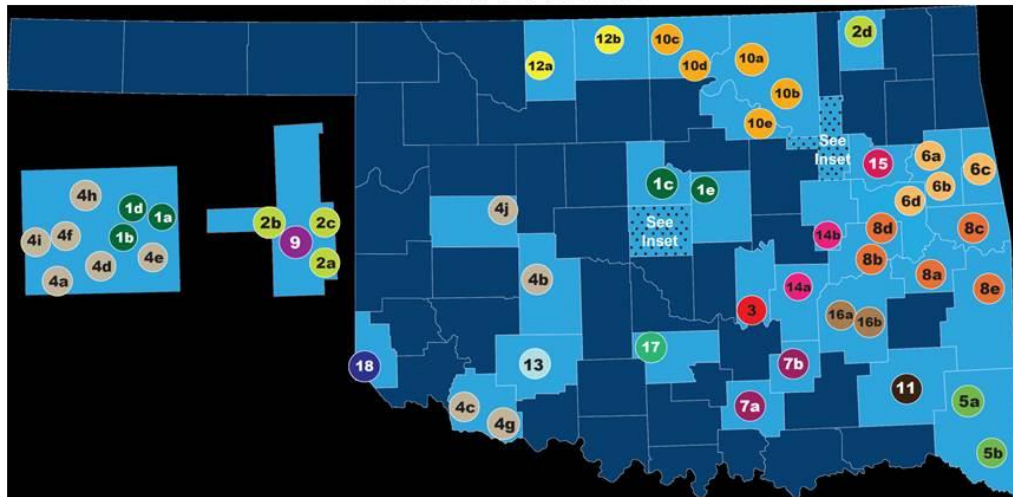 12b
10c
2d
12a
10d
10a
10b
10e
See
Inset
15
6a
6c
6b
6d
4h
1d
1a
4i
4f
1b
4d
4e
4a
2b
2c
9
2a
4j
1c
1e
See
Inset
14b
8d
8c
8b
8a
8e
4b
14a
3
16a
16b
18
13
17
7b
11
4c
4g
7a
5a
5b